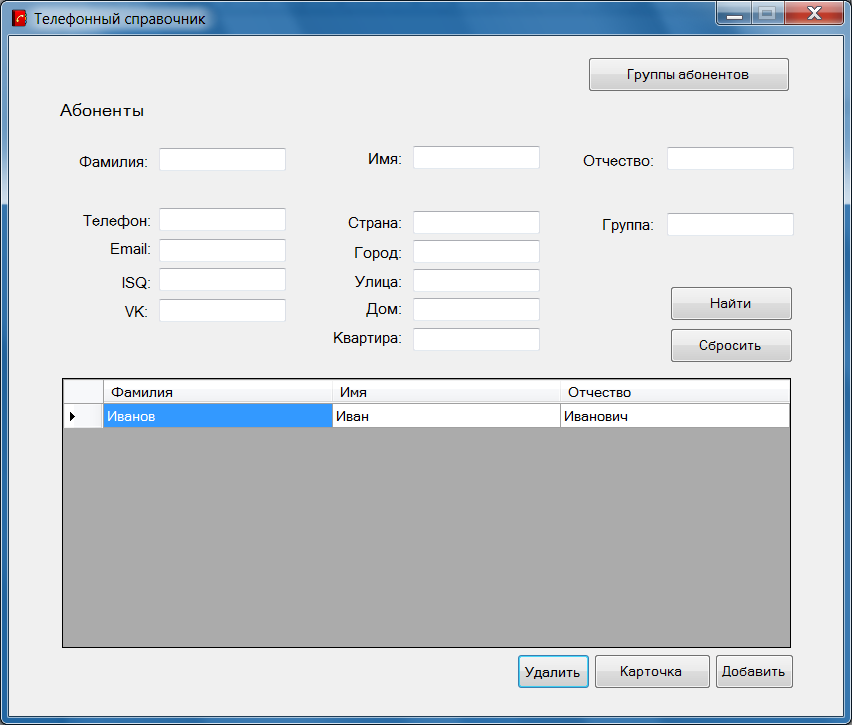 Телефонный справочник
Группы абонентов
Абоненты
Фамилия:
Имя:
Отчество:
Телефон:
Страна:
Группа:
Email:
Город:
ISQ:
Улица:
VK:
Дом:
Найти
Квартира:
Сбросить
Фамилия Имя Отчество
Иванов Иван Иванович
Удалить Карточка Добавить